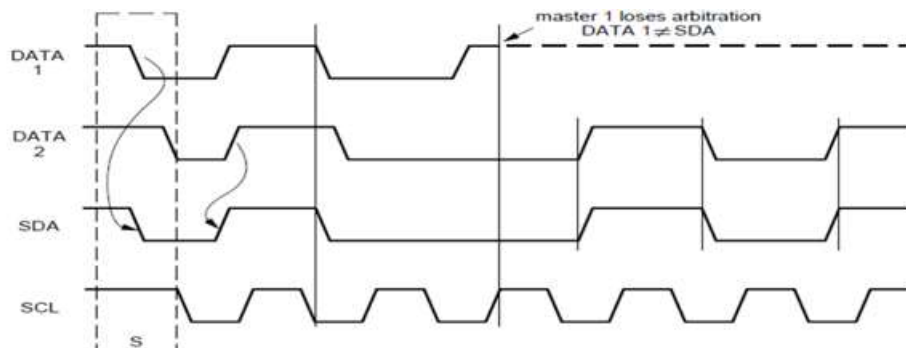 master 1 loses arbitration
DATA 1≠SDA
DATA
1
DATA
2
SDA
SCL
S